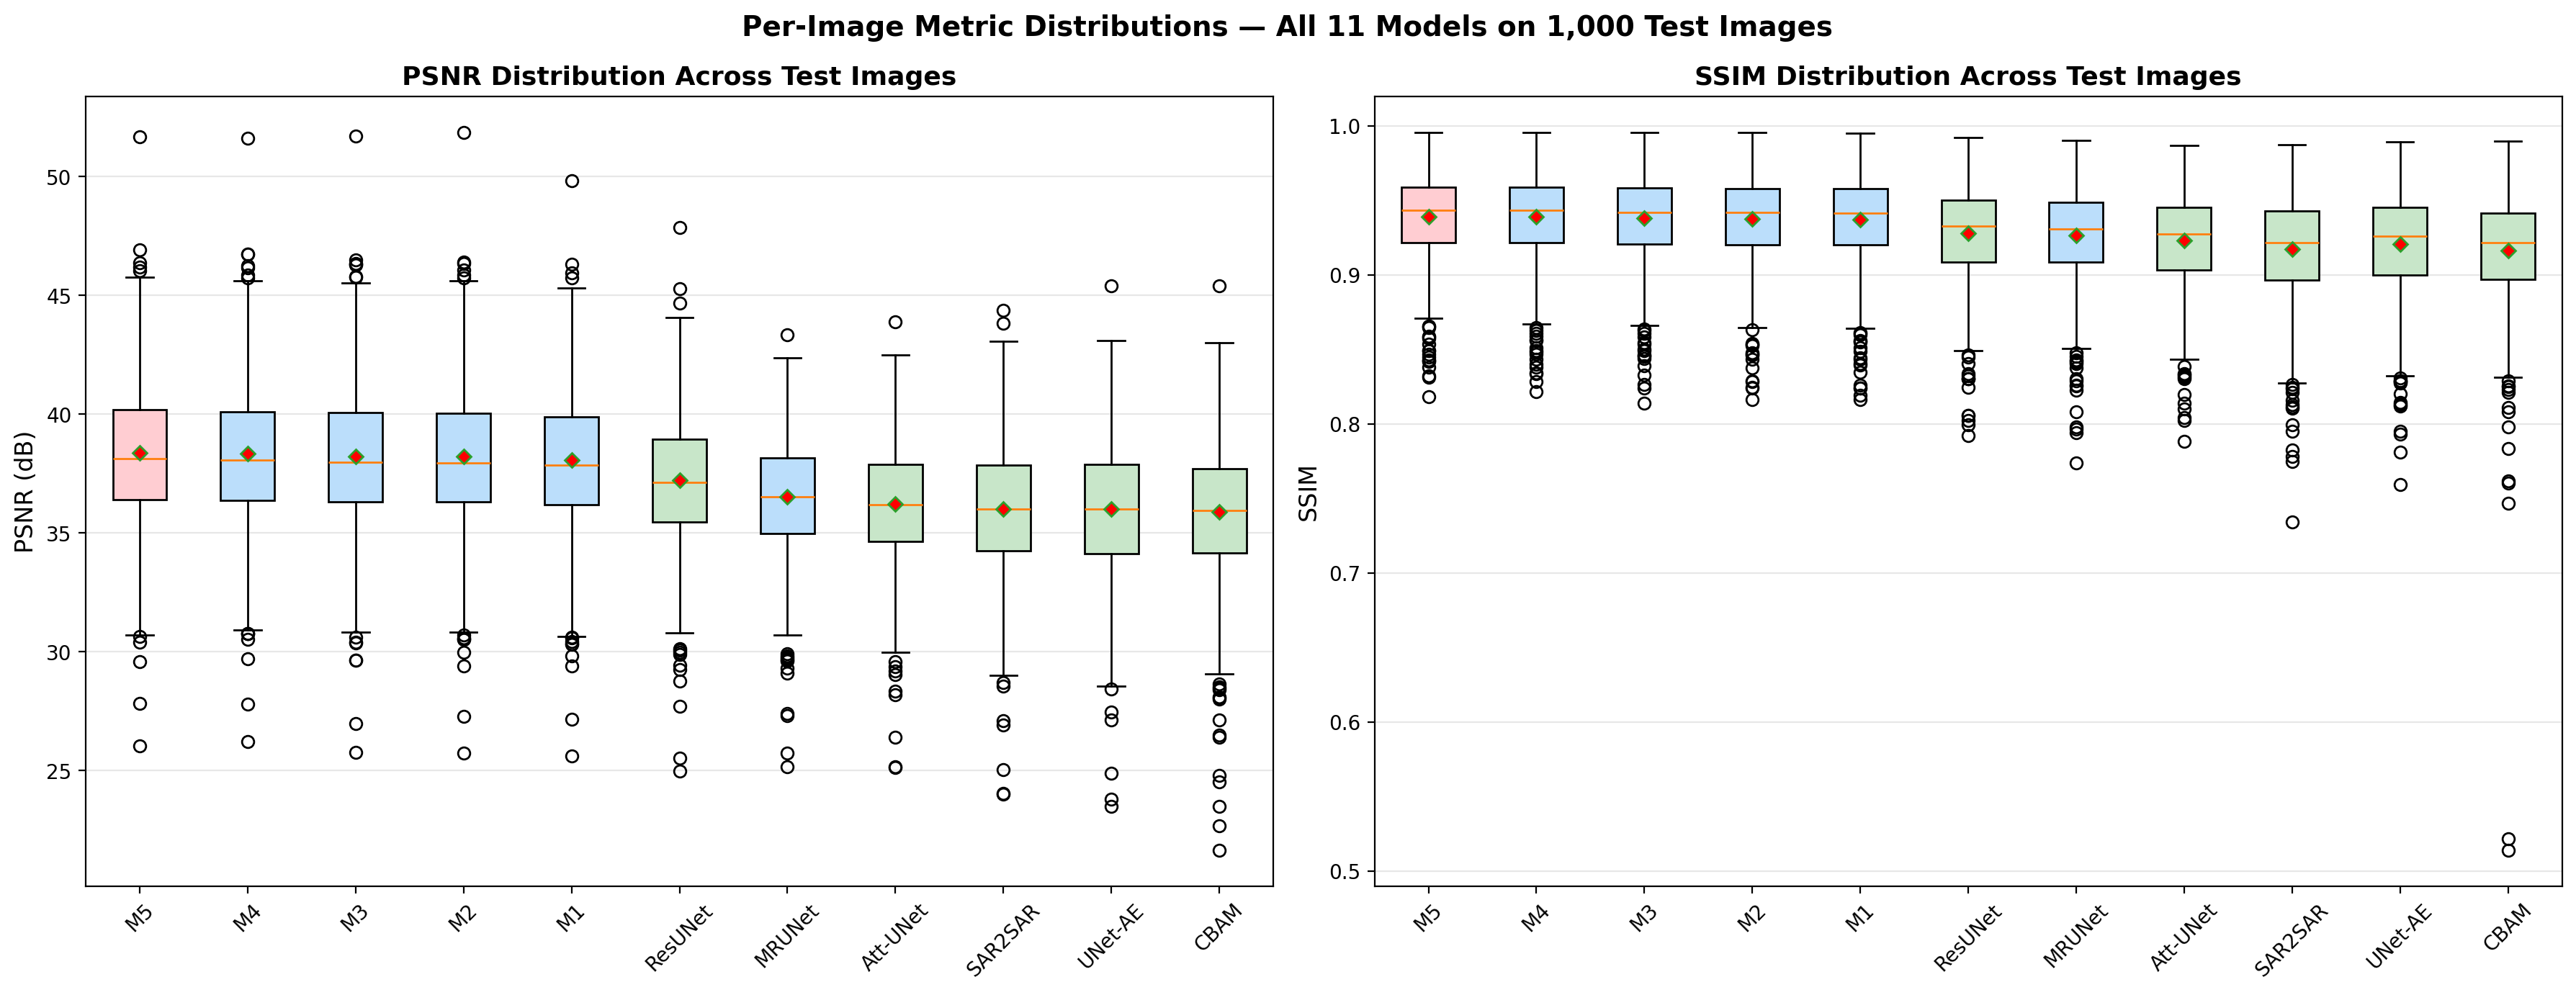 Per-Image Metric Distributions — All 11 Models on 1,000 Test Images
PSNR Distribution Across Test Images
PSNR (dB)
50
45
40
35
30
25
M5
M4
M3
M2
M1
ResUNet
MRUNet
Att-UNet
SAR2SAR
UNet-AE
CBAM
SSIM Distribution Across Test Images
SSIM
1.0
0.9
0.8
0.7
0.6
0.5
M5
M4
M3
M2
M1
ResUNet
MRUNet
Att-UNet
SAR2SAR
UNet-AE
CBAM